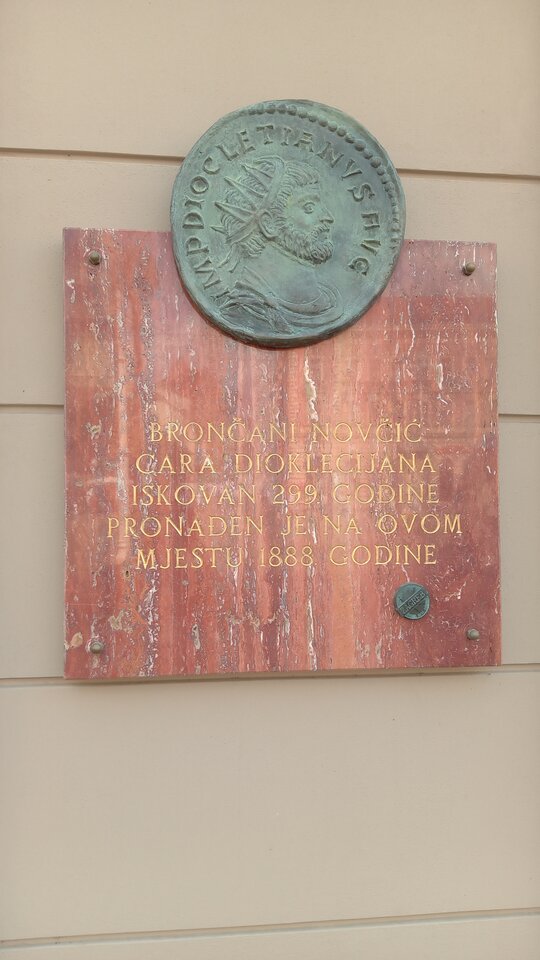 IMP DIOCLETIANVS AVG
BRONČANI NOVČIĆ
CARA DIOKLECIJANA
ISKOVAN 299. GODINE
PRONAĐEN JE NA OVOM
MJESTU 1888. GODINE